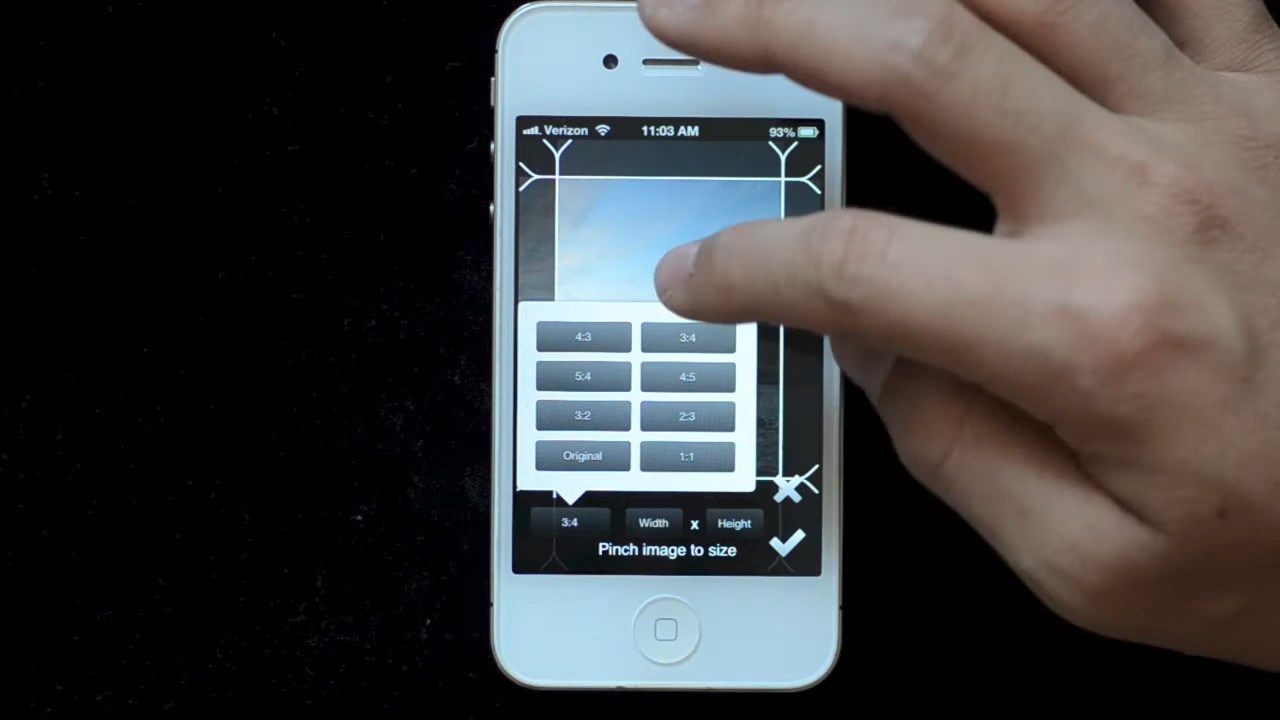 Verizon 11:03 AM 93%
4:3 3:4
5:4 4:5
3:2 2:3
Original 1:1
3:4 Width x Height
Pinch image to size